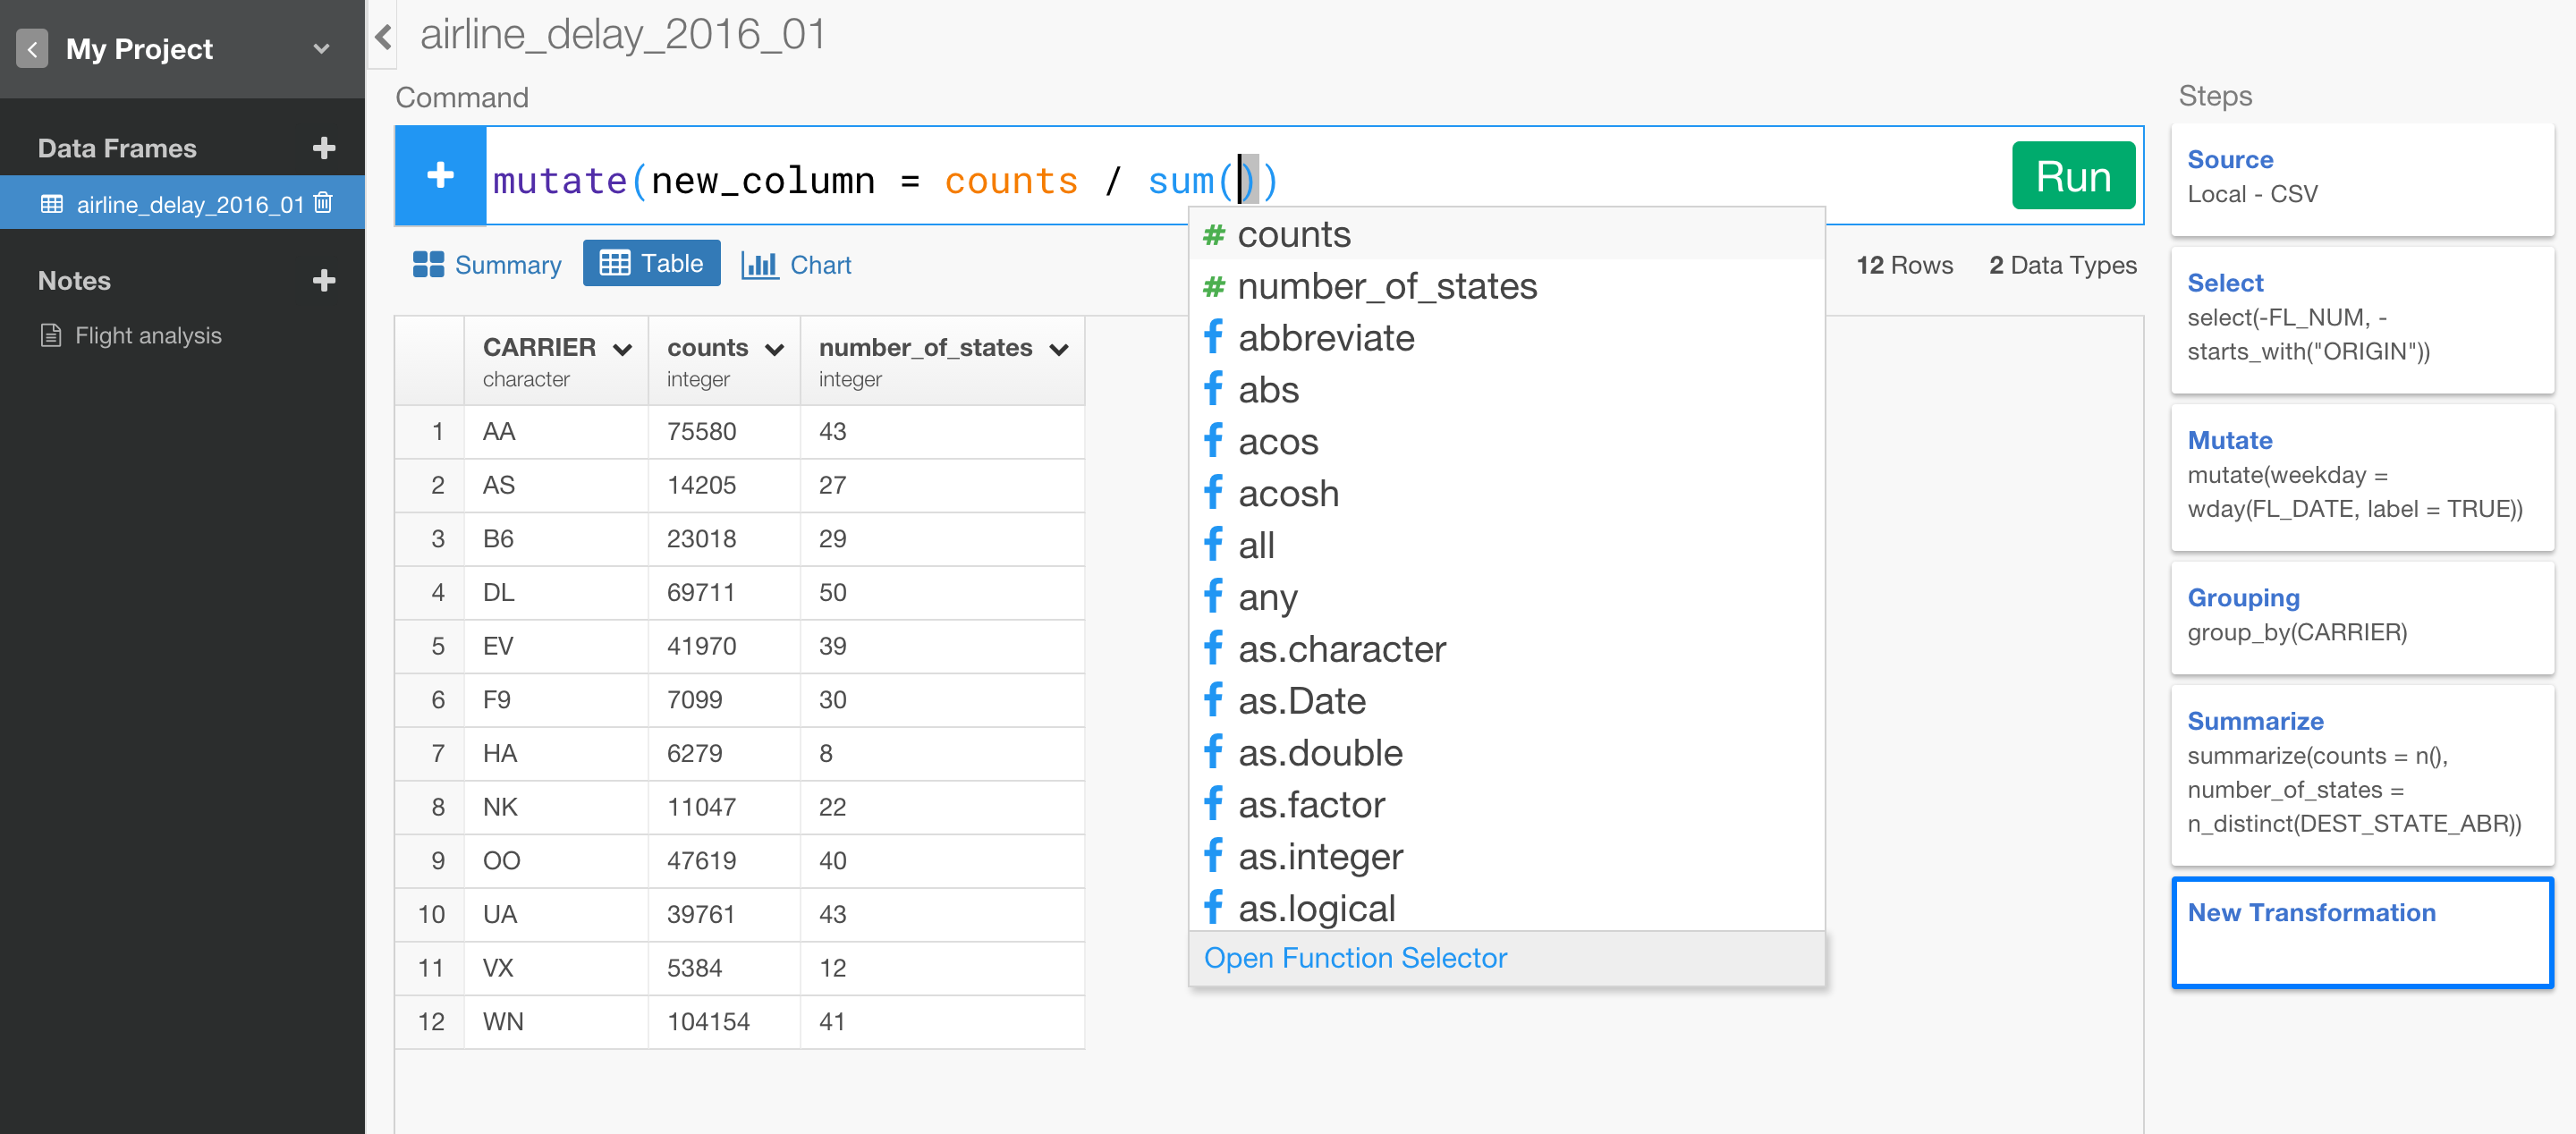 My Project
Data Frames
airline_delay_2016_01
Notes
Flight analysis
airline_delay_2016_01
Command
mutate(new_column = counts / sum())
Run
Summary Table Chart
12 Rows 2 Data Types
CARRIER counts number_of_states
character integer integer
1 AA 75580 43
2 AS 14205 27
3 B6 23018 29
4 DL 69711 50
5 EV 41970 39
6 F9 7099 30
7 HA 6279 8
8 NK 11047 22
9 OO 47619 40
10 UA 39761 43
11 VX 5384 12
12 WN 104154 41
# counts
# number_of_states
f abbreviate
f abs
f acos
f acosh
f all
f any
f as.character
f as.Date
f as.double
f as.factor
f as.integer
f as.logical
Open Function Selector
Steps
Source
Local - CSV
Select
select(-FL_NUM, -
starts_with("ORIGIN"))
Mutate
mutate(weekday =
wday(FL_DATE, label = TRUE))
Grouping
group_by(CARRIER)
Summarize
summarize(counts = n(),
number_of_states =
n_distinct(DEST_STATE_ABR))
New Transformation